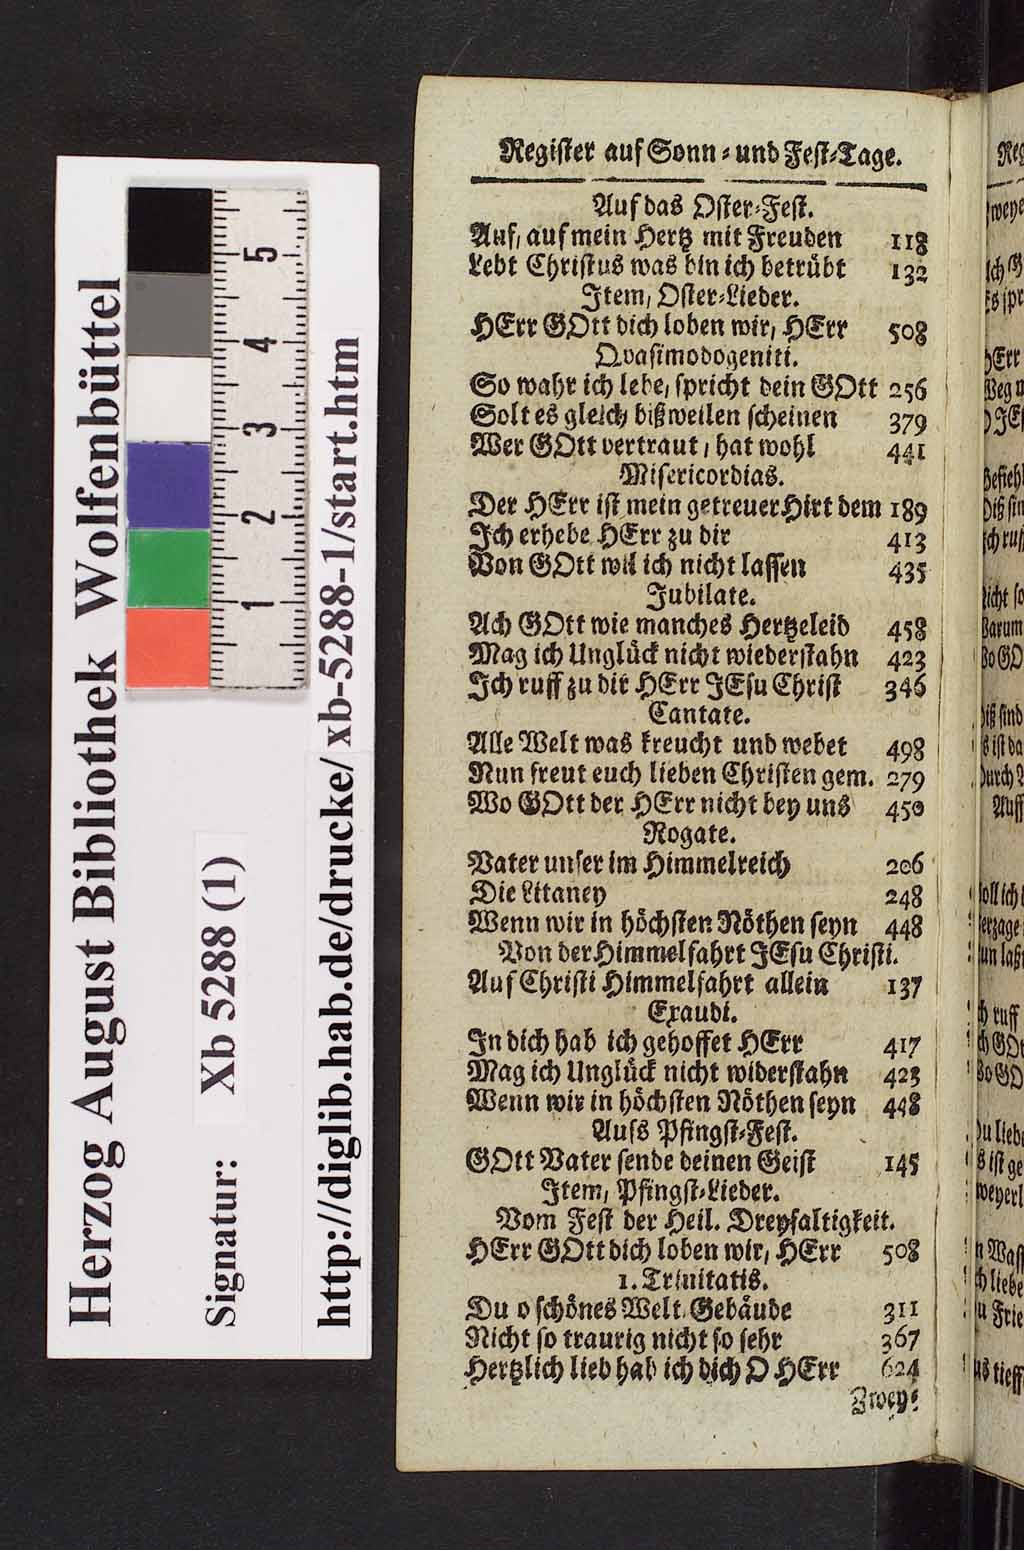 Register auf Sonn- und Fest-Tage.
Auf das Oster-Fest.
Auf, auf mein Hertz mit Freuden 118
Lebt Christus was bin ich betrübt 132
Item, Oster-Lieder.
HErr GOtt dich loben wir, HErr 508
Qvasimodogeniti.
So wahr ich lebe, spricht dein GOtt 256
Solt es gleich bißweilen scheinen 379
Wer GOtt vertraut, hat wohl 441
Misericordias.
Der HErr ist mein getreuer Hirt dem 189
Ich erhebe HErr zu dir 413
Von GOtt wil ich nicht lassen 435
Jubilate.
Ach GOtt wie manches Hertzeleid 458
Mag ich Unglück nicht wiederstahn 423
Ich ruff zu dir HErr JEsu Christ 346
Cantate.
Alle Welt was kreucht und webet 498
Nun freut euch lieben Christen gem. 279
Wo GOtt der HErr nicht bey uns 450
Rogate.
Vater unser im Himmelreich 206
Die Litaney 248
Wenn wir in höchsten Nöthen seyn 448
Von der Himmelfahrt JEsu Christi.
Auf Christi Himmelfahrt allein 137
Exaudi.
In dich hab ich gehoffet HErr 417
Mag ich Unglück nicht widerstahn 423
Wenn wir in höchsten Nöthen seyn 448
Aufs Pfingst-Fest.
GOtt Vater sende deinen Geist 145
Item, Pfingst-Lieder.
Vom Fest der Heil. Dreyfaltigkeit.
HErr GOtt dich loben wir, HErr 508
1. Trinitatis.
Du o schönes Welt-Gebäude 311
Nicht so traurig nicht so sehr 367
Hertzlich lieb hab ich dich O HErr 624
Zwey-
Herzog August Bibliothek Wolfenbüttel
Signatur: Xb 5288 (1)
http://diglib.hab.de/drucke/xb-5288-1/start.htm
5
4
3
2
1